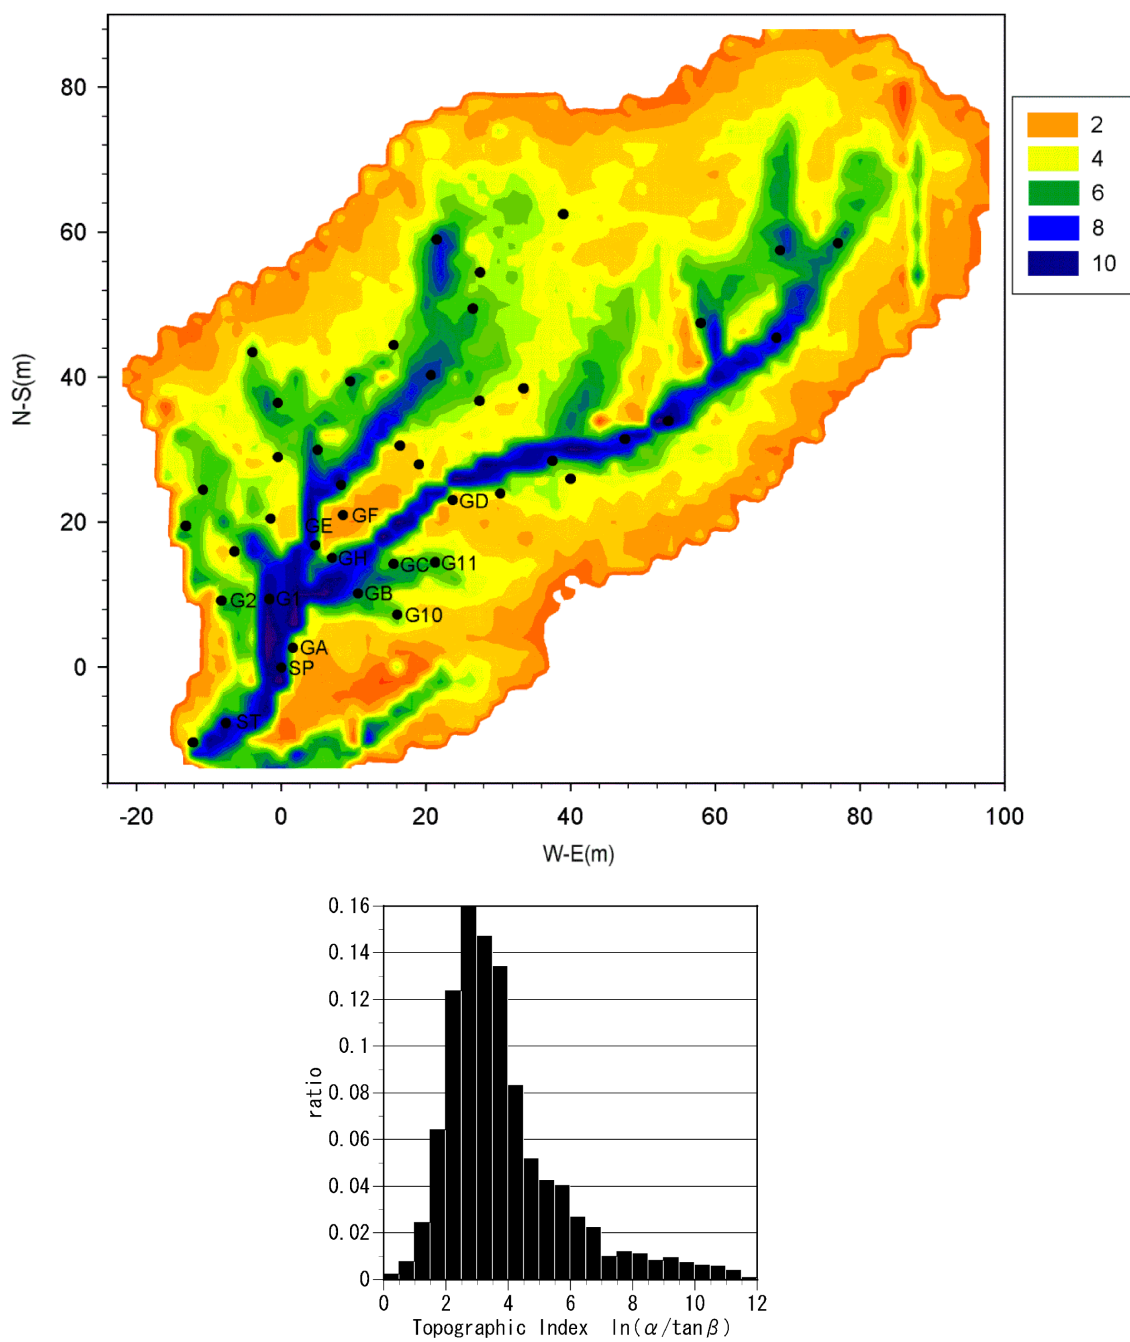 80
60
40
20
0
N-S(m)
-20 0 20 40 60 80 100
W-E(m)
2
4
6
8
10
GD
GF
GE
GH
GC G11
GB
G2 G1
G10
GA
SP
ST
0.16
0.14
0.12
0.1
0.08
0.06
0.04
0.02
0
ratio
0 2 4 6 8 10 12
Topographic Index ln(α/tanβ)